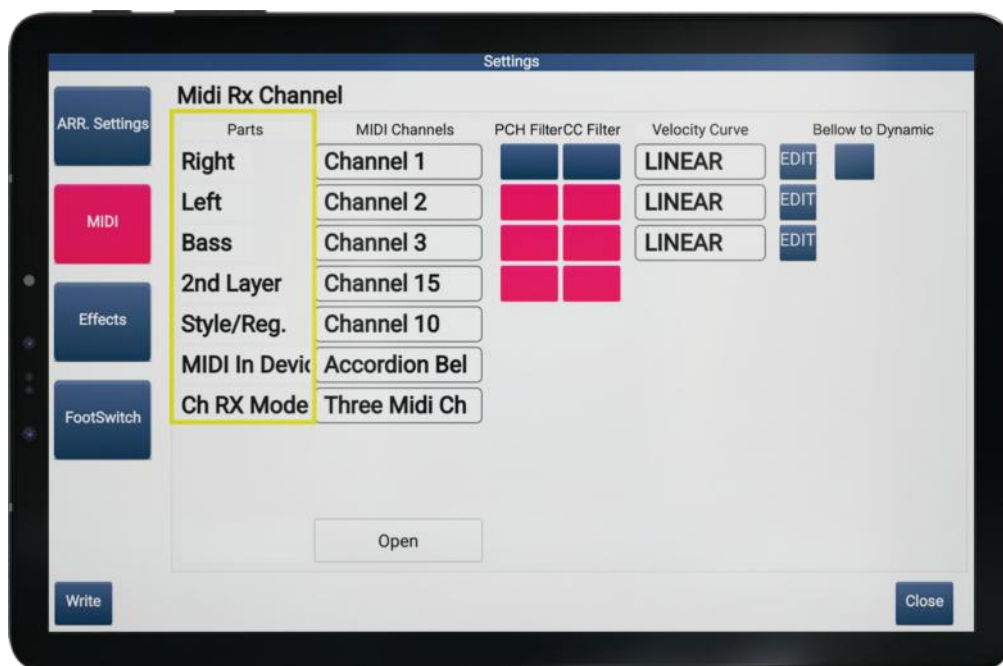 Settings
Midi Rx Channel
Parts MIDI Channels PCH FilterCC Filter Velocity Curve Bellow to Dynamic
ARR. Settings
Right Channel 1 LINEAR EDIT
MIDI
Left Channel 2 LINEAR EDIT
Bass Channel 3 LINEAR EDIT
2nd Layer Channel 15
Effects
Style/Reg. Channel 10
MIDI In Devic Accordion Bel
FootSwitch
Ch RX Mode Three Midi Ch
Open
Write Close